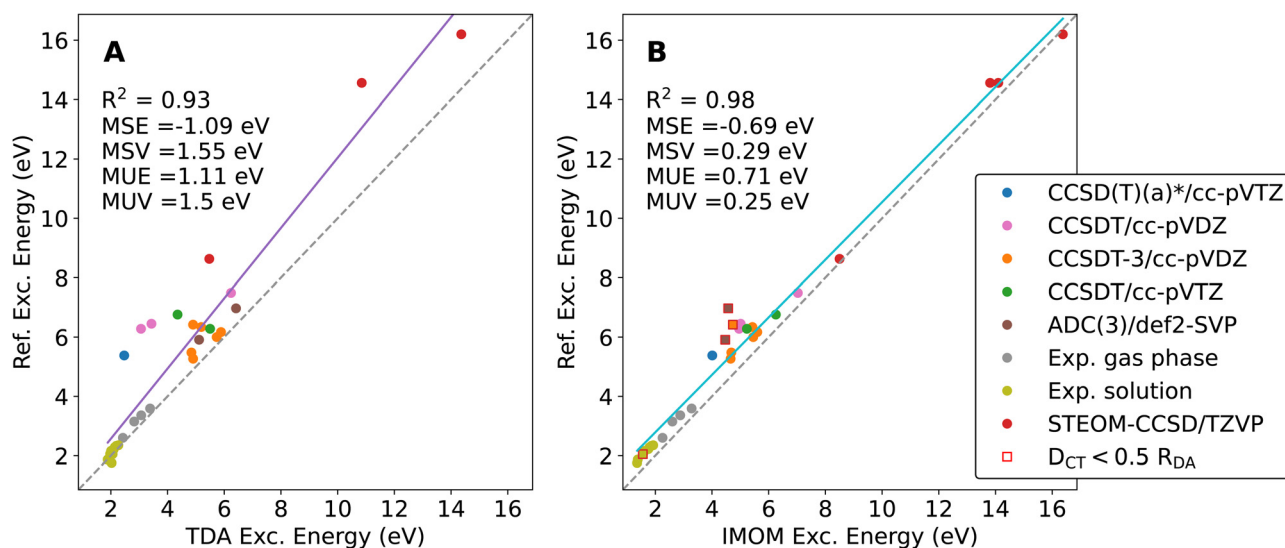 A
R² = 0.93
MSE =-1.09 eV
MSV =1.55 eV
MUE =1.11 eV
MUV =1.5 eV
Ref. Exc. Energy (eV)
16
14
12
10
8
6
4
2
2 4 6 8 10 12 14 16
TDA Exc. Energy (eV)
B
R² = 0.98
MSE =-0.69 eV
MSV =0.29 eV
MUE =0.71 eV
MUV =0.25 eV
Ref. Exc. Energy (eV)
16
14
12
10
8
6
4
2
2 4 6 8 10 12 14 16
IMOM Exc. Energy (eV)
CCSD(T)(a)*/cc-pVTZ
CCSDT/cc-pVDZ
CCSDT-3/cc-pVDZ
CCSDT/cc-pVTZ
ADC(3)/def2-SVP
Exp. gas phase
Exp. solution
STEOM-CCSD/TZVP
D_CT < 0.5 R_DA